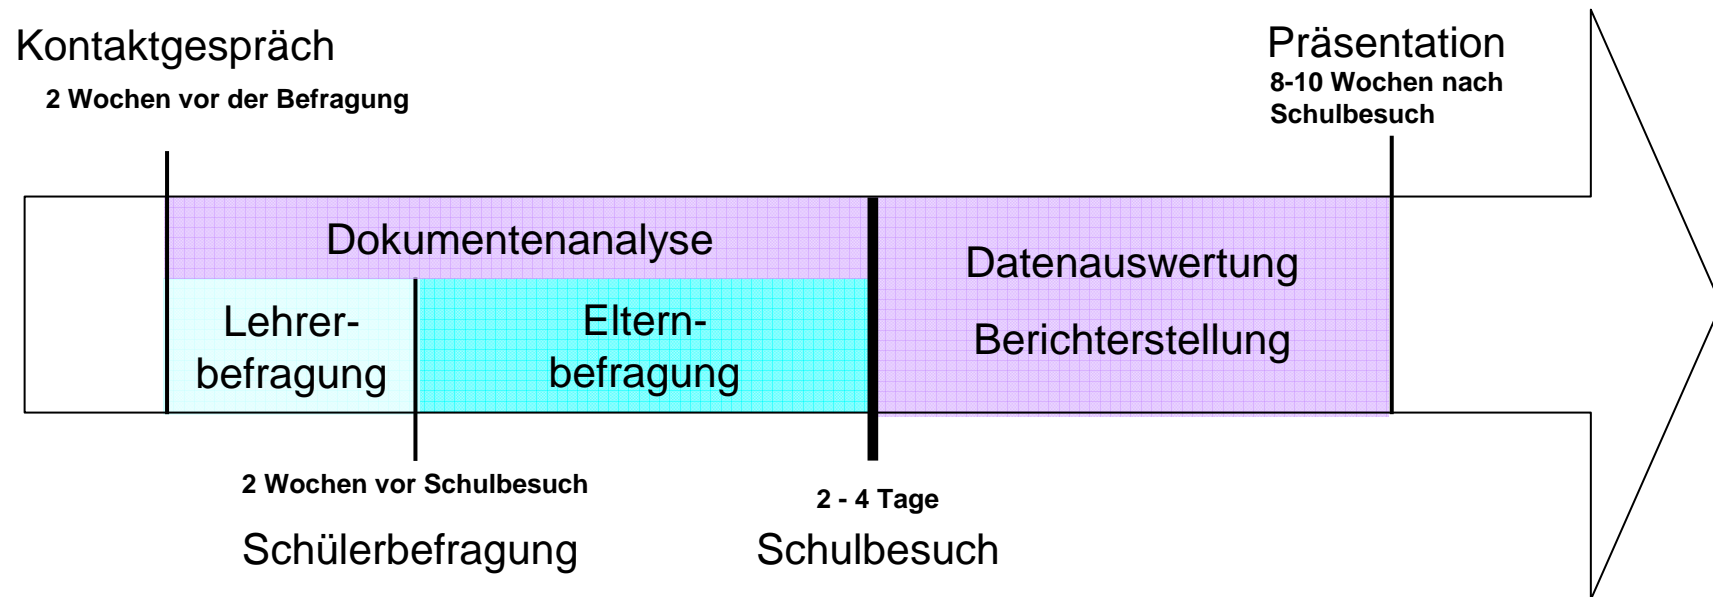 Kontaktgespräch
2 Wochen vor der Befragung
Präsentation
8-10 Wochen nach
Schulbesuch
Dokumentenanalyse
Lehrer-
befragung
Eltern-
befragung
Datenauswertung
Berichterstellung
2 Wochen vor Schulbesuch
Schülerbefragung
2 - 4 Tage
Schulbesuch